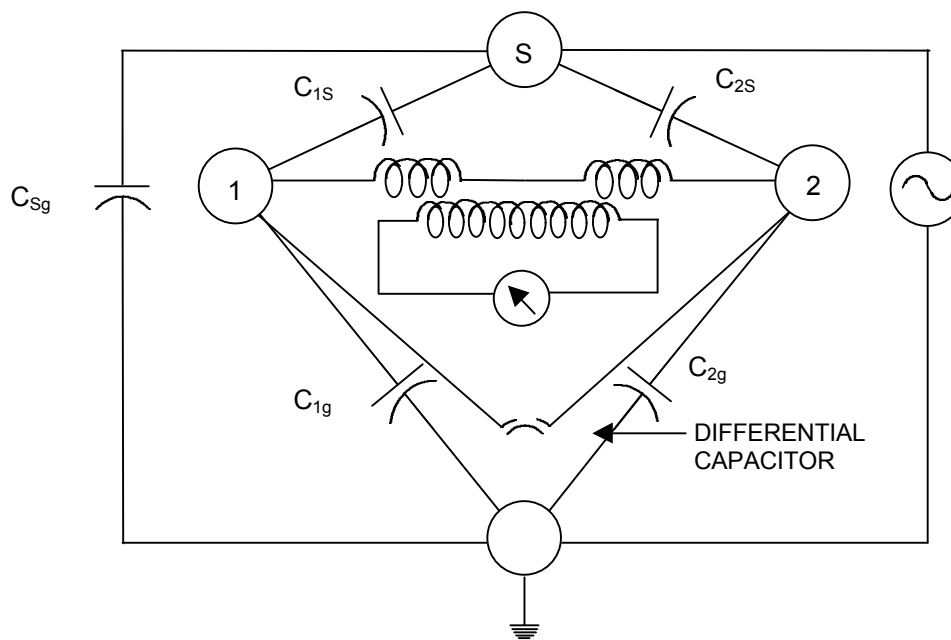 S
C1S
C2S
1
2
CSg
C1g
C2g
DIFFERENTIAL
CAPACITOR